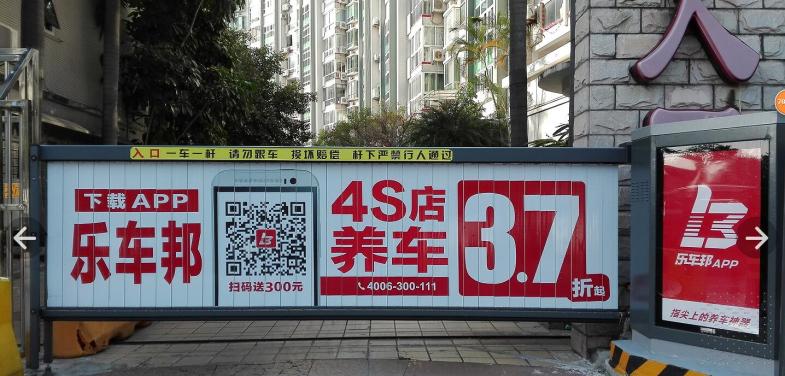 入口 一车一杆 请勿跟车 损坏赔偿 杆下严禁行人通过
下载APP
乐车邦
扫码送300元
4S店
养车
4006-300-111
3.7
折起
人
乐车邦APP
指尖上的养车神器